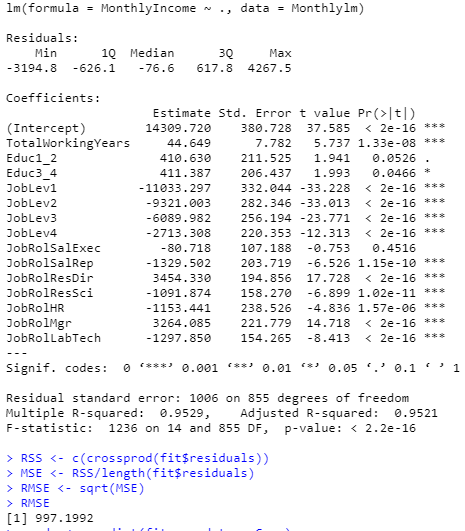 lm(formula = MonthlyIncome ~ ., data = Monthlylm)
Residuals:
Min 1Q Median 3Q Max
-3194.8 -626.1 -76.6 617.8 4267.5
Coefficients:
Estimate Std. Error t value Pr(>|t|)
(Intercept) 14309.720 380.728 37.585 < 2e-16 ***
TotalWorkingYears 44.649 7.782 5.737 1.33e-08 ***
Educ1_2 410.630 211.525 1.941 0.0526 .
Educ3_4 411.387 206.437 1.993 0.0466 *
JobLev1 -11033.297 332.044 -33.228 < 2e-16 ***
JobLev2 -9321.003 282.346 -33.013 < 2e-16 ***
JobLev3 -6089.982 256.194 -23.771 < 2e-16 ***
JobLev4 -2713.308 220.353 -12.313 < 2e-16 ***
JobRolSalExec -80.718 107.188 -0.753 0.4516
JobRolSalRep -1329.502 203.719 -6.526 1.15e-10 ***
JobRolResDir 3454.330 194.856 17.728 < 2e-16 ***
JobRolResSci -1091.874 158.270 -6.899 1.02e-11 ***
JobRolHR -1153.441 238.526 -4.836 1.57e-06 ***
JobRolMgr 3264.085 221.779 14.718 < 2e-16 ***
JobRolLabTech -1297.850 154.265 -8.413 < 2e-16 ***
---
Signif. codes: 0 ‘***’ 0.001 ‘**’ 0.01 ‘*’ 0.05 ‘.’ 0.1 ‘ ’ 1
Residual standard error: 1006 on 855 degrees of freedom
Multiple R-squared: 0.9529, Adjusted R-squared: 0.9521
F-statistic: 1236 on 14 and 855 DF, p-value: < 2.2e-16
> RSS <- c(crossprod(fit$residuals))
> MSE <- RSS/length(fit$residuals)
> RMSE <- sqrt(MSE)
> RMSE
[1] 997.1992